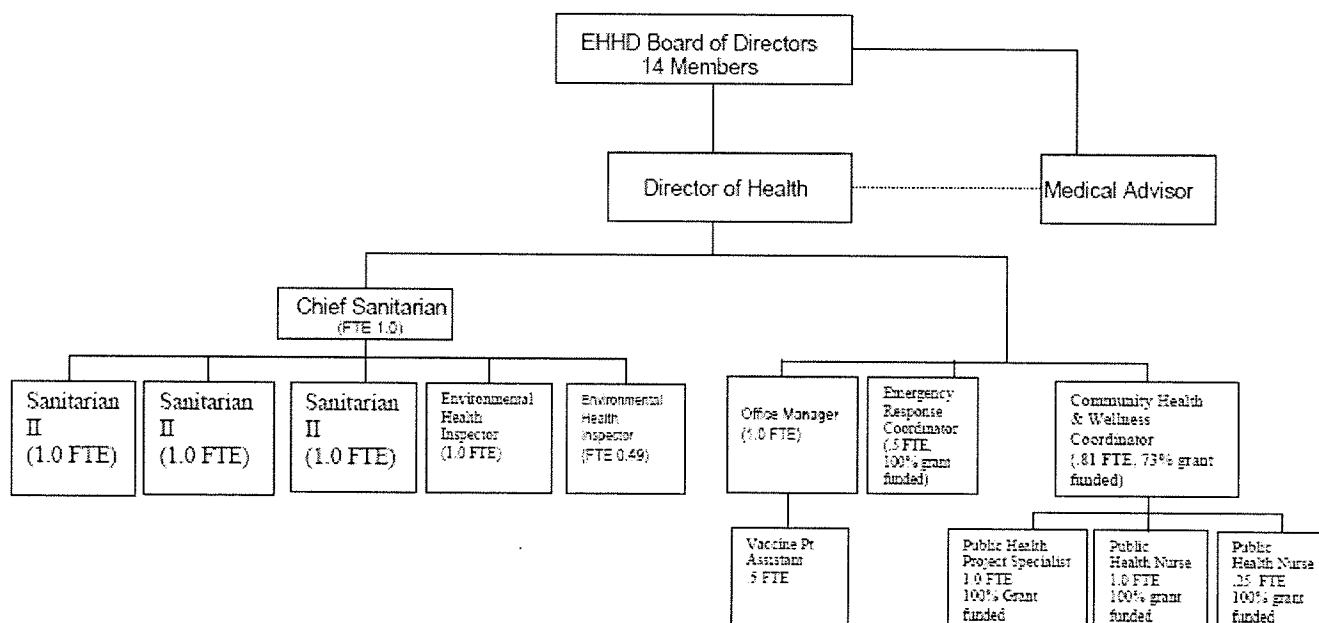 EHHD Board of Directors
14 Members
Director of Health
Medical Advisor
Chief Sanitarian
(FTE 1.0)
Sanitarian
II
(1.0 FTE)
Sanitarian
II
(1.0 FTE)
Sanitarian
II
(1.0 FTE)
Environmental
Health
Inspector
(1.0 FTE)
Environmental
Health
Inspector
(FTE 0.49)
Office Manager
(1.0 FTE)
Emergency
Response
Coordinator
(.5 FTE,
100% grant
funded)
Community Health
& Wellness
Coordinator
(.81 FTE, 73% grant
funded)
Vaccine Pt
Assistant
.5 FTE
Public Health
Project Specialist
1.0 FTE
100% Grant
funded
Public
Health Nurse
1.0 FTE
100% grant
funded
Public
Health Nurse
.25 FTE
100% grant
funded